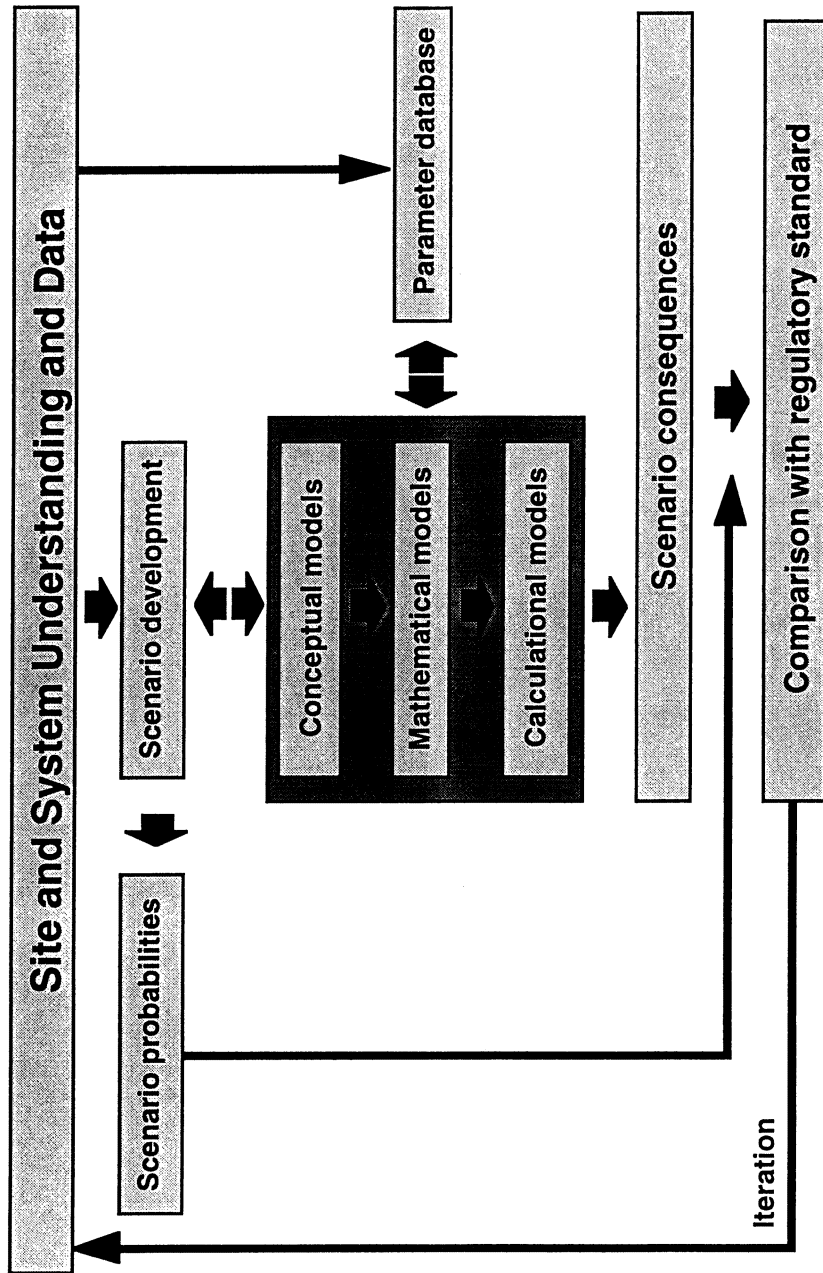 Site and System Understanding and Data
Scenario probabilities
Scenario development
Conceptual models
Mathematical models
Calculational models
Parameter database
Scenario consequences
Iteration
Comparison with regulatory standard